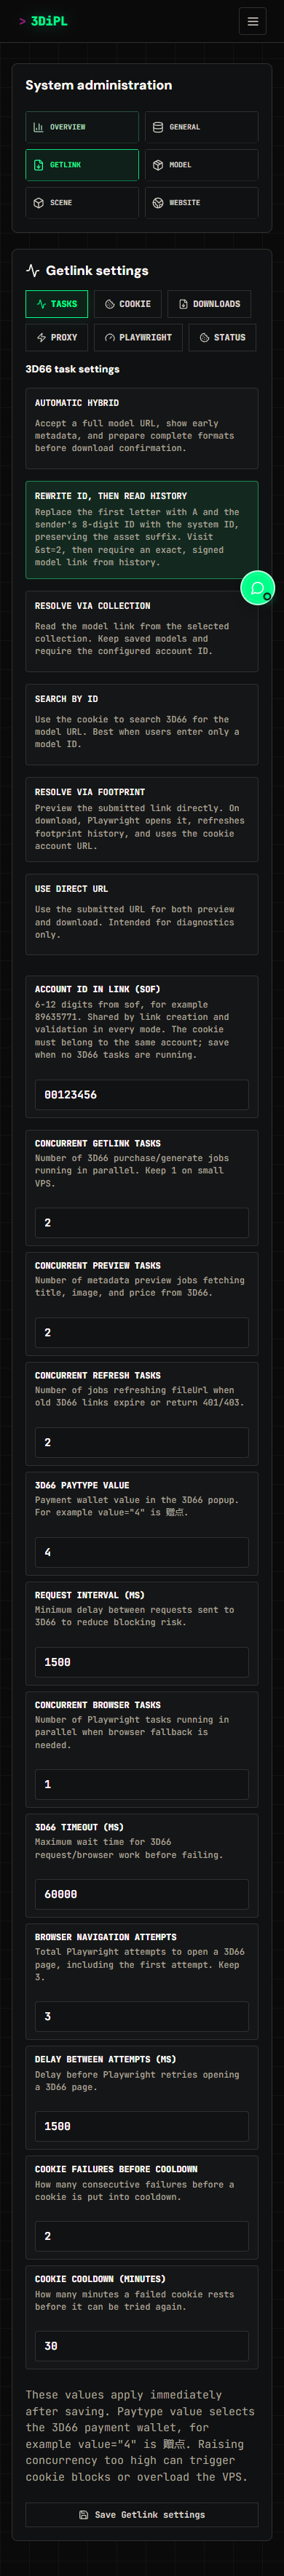 > 3DiPL
System administration
OVERVIEW
GENERAL
GETLINK
MODEL
SCENE
WEBSITE
Getlink settings
TASKS
COOKIE
DOWNLOADS
PROXY
PLAYWRIGHT
STATUS
3D66 task settings
AUTOMATIC HYBRID
Accept a full model URL, show early
metadata, and prepare complete formats
before download confirmation.
REWRITE ID, THEN READ HISTORY
Replace the first letter with A and the
sender's 8-digit ID with the system ID,
preserving the asset suffix. Visit
&st=2, then require an exact, signed
model link from history.
RESOLVE VIA COLLECTION
Read the model link from the selected
collection. Keep saved models and
require the configured account ID.
SEARCH BY ID
Use the cookie to search 3D66 for the
model URL. Best when users enter only a
model ID.
RESOLVE VIA FOOTPRINT
Preview the submitted link directly. On
download, Playwright opens it, refreshes
footprint history, and uses the cookie
account URL.
USE DIRECT URL
Use the submitted URL for both preview
and download. Intended for diagnostics
only.
ACCOUNT ID IN LINK (SOF)
6-12 digits from sof, for example
89635771. Shared by link creation and
validation in every mode. The cookie
must belong to the same account; save
when no 3D66 tasks are running.
00123456
CONCURRENT GETLINK TASKS
Number of 3D66 purchase/generate jobs
running in parallel. Keep 1 on small
VPS.
2
CONCURRENT PREVIEW TASKS
Number of metadata preview jobs fetching
title, image, and price from 3D66.
2
CONCURRENT REFRESH TASKS
Number of jobs refreshing fileUrl when
old 3D66 links expire or return 401/403.
2
3D66 PAYTYPE VALUE
Payment wallet value in the 3D66 popup.
For example value="4" is 赠点.
4
REQUEST INTERVAL (MS)
Minimum delay between requests sent to
3D66 to reduce blocking risk.
1500
CONCURRENT BROWSER TASKS
Number of Playwright tasks running in
parallel when browser fallback is
needed.
1
3D66 TIMEOUT (MS)
Maximum wait time for 3D66
request/browser work before failing.
60000
BROWSER NAVIGATION ATTEMPTS
Total Playwright attempts to open a 3D66
page, including the first attempt. Keep
3.
3
DELAY BETWEEN ATTEMPTS (MS)
Delay before Playwright retries opening
a 3D66 page.
1500
COOKIE FAILURES BEFORE COOLDOWN
How many consecutive failures before a
cookie is put into cooldown.
2
COOKIE COOLDOWN (MINUTES)
How many minutes a failed cookie rests
before it can be tried again.
30
These values apply immediately
after saving. Paytype value selects
the 3D66 payment wallet, for
example value="4" is 赠点. Raising
concurrency too high can trigger
cookie blocks or overload the VPS.
Save Getlink settings